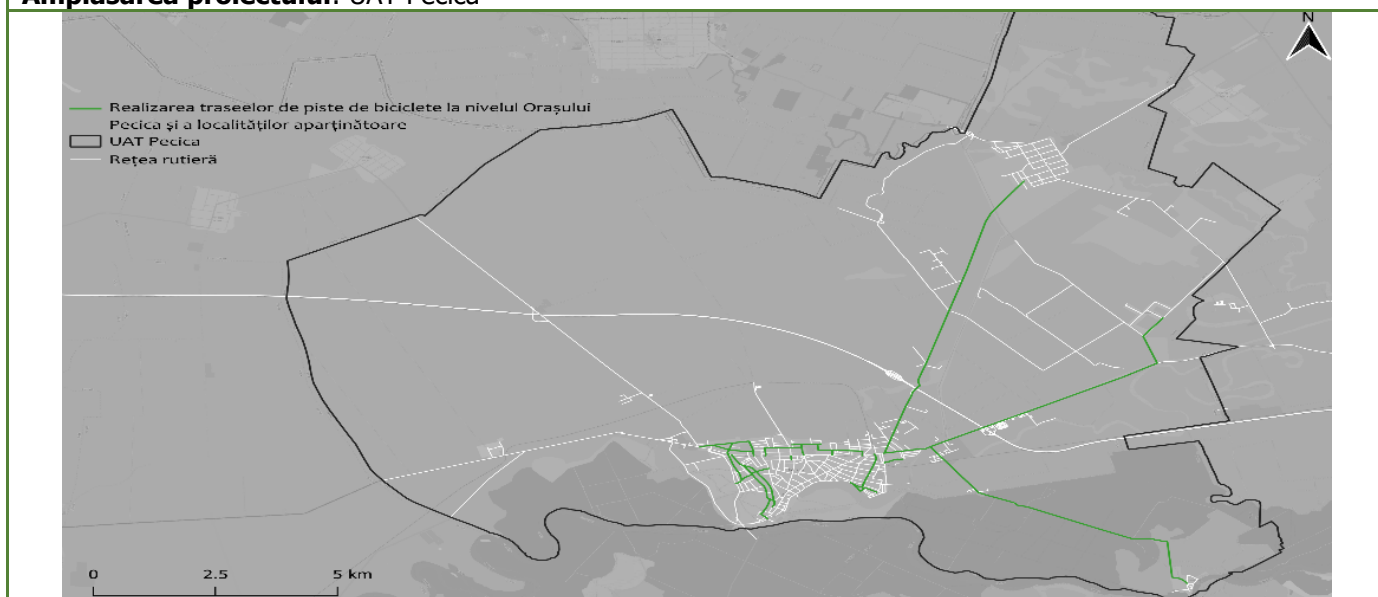 Amplasarea proiectului: UAT Pecica
N
Realizarea traseelor de piste de biciclete la nivelul Orașului
Pecica și a localităților aparținătoare
UAT Pecica
Rețea rutieră
0 2.5 5 km